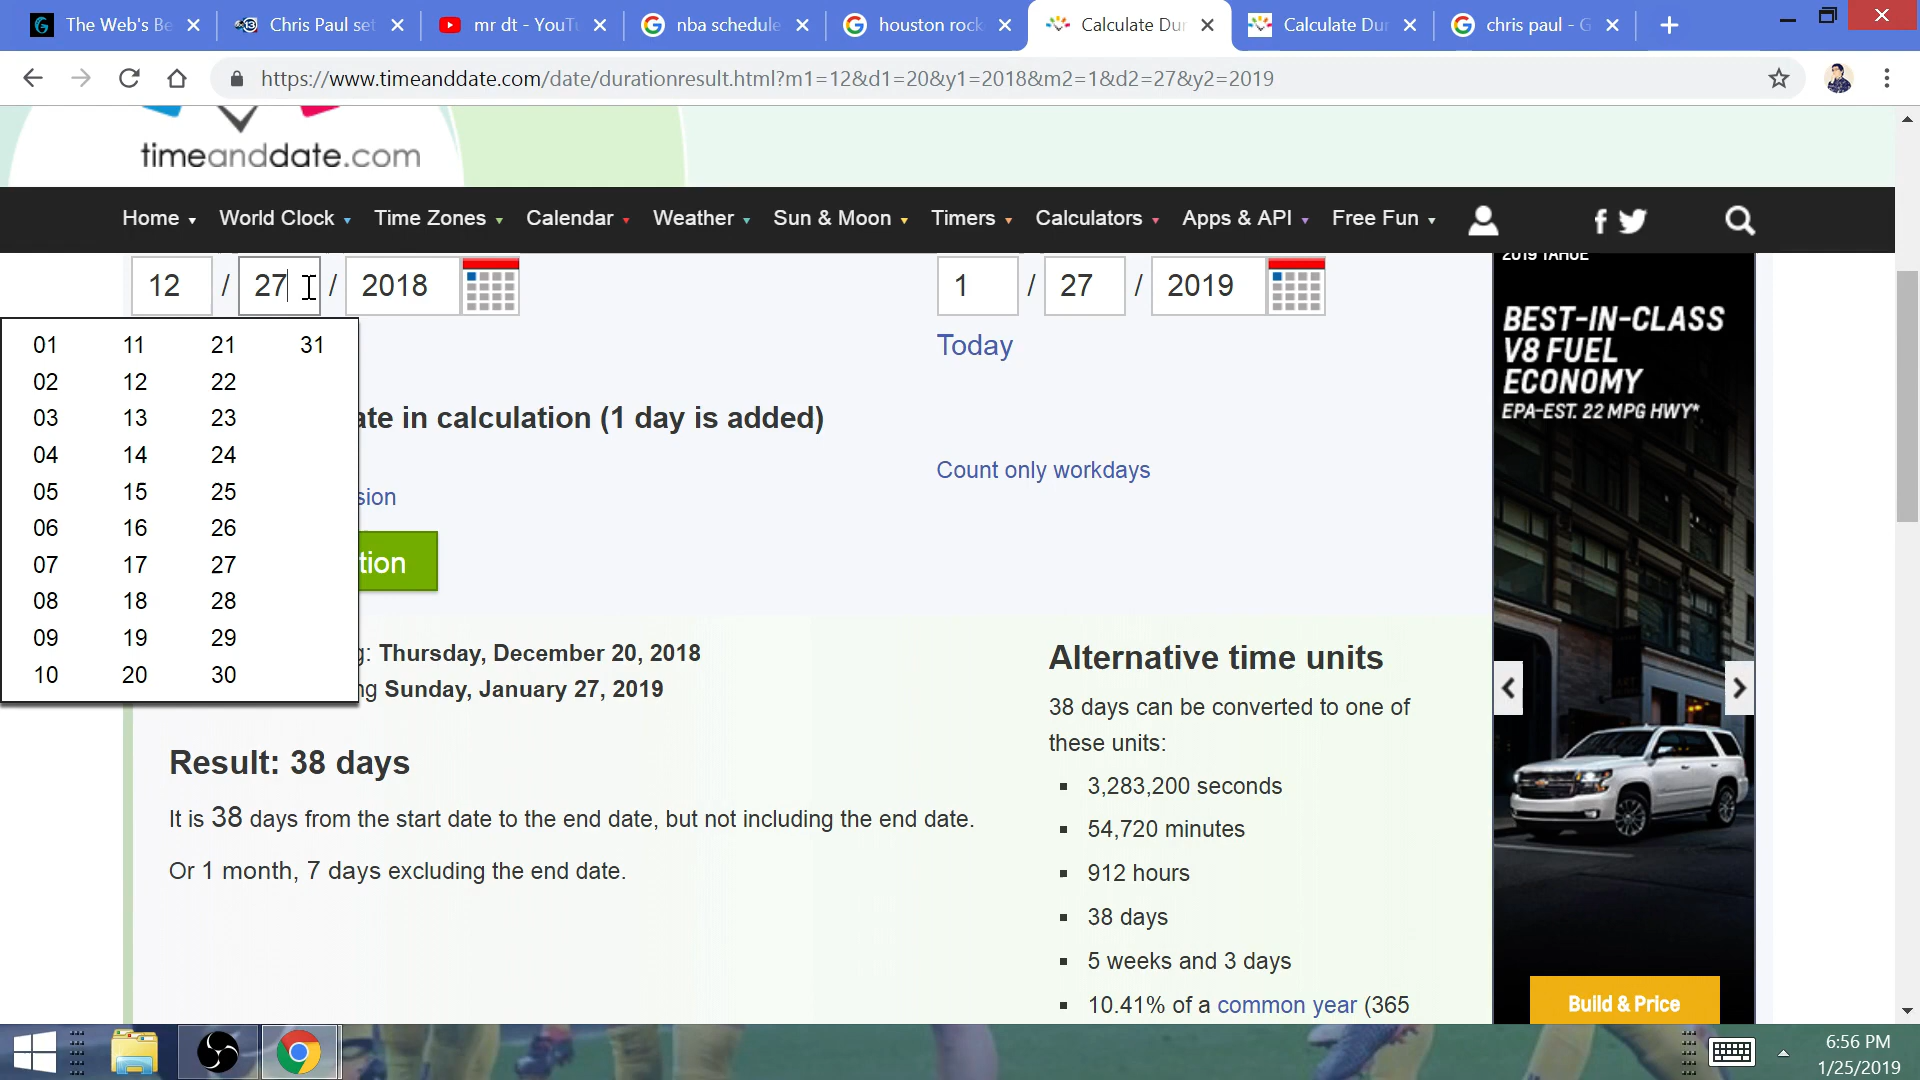 The Web's Be
Chris Paul set
mr dt - YouTu
nba schedule
houston rock
Calculate Dur
Calculate Dur
chris paul - G
https://www.timeanddate.com/date/durationresult.html?m1=12&d1=20&y1=2018&m2=1&d2=27&y2=2019
timeanddate.com
Home World Clock Time Zones Calendar Weather Sun & Moon Timers Calculators Apps & API Free Fun
12 / 27 / 2018
1 / 27 / 2019
Today
01 11 21 31
02 12 22
03 13 23
04 14 24
05 15 25
06 16 26
07 17 27
08 18 28
09 19 29
10 20 30
ate in calculation (1 day is added)
Count only workdays
sion
tion
: Thursday, December 20, 2018
ng Sunday, January 27, 2019
Result: 38 days
It is 38 days from the start date to the end date, but not including the end date.
Or 1 month, 7 days excluding the end date.
Alternative time units
38 days can be converted to one of
these units:
3,283,200 seconds
54,720 minutes
912 hours
38 days
5 weeks and 3 days
10.41% of a common year (365
2019 TAHOE
BEST-IN-CLASS
V8 FUEL
ECONOMY
EPA-EST. 22 MPG HWY*
Build & Price
6:56 PM
1/25/2019